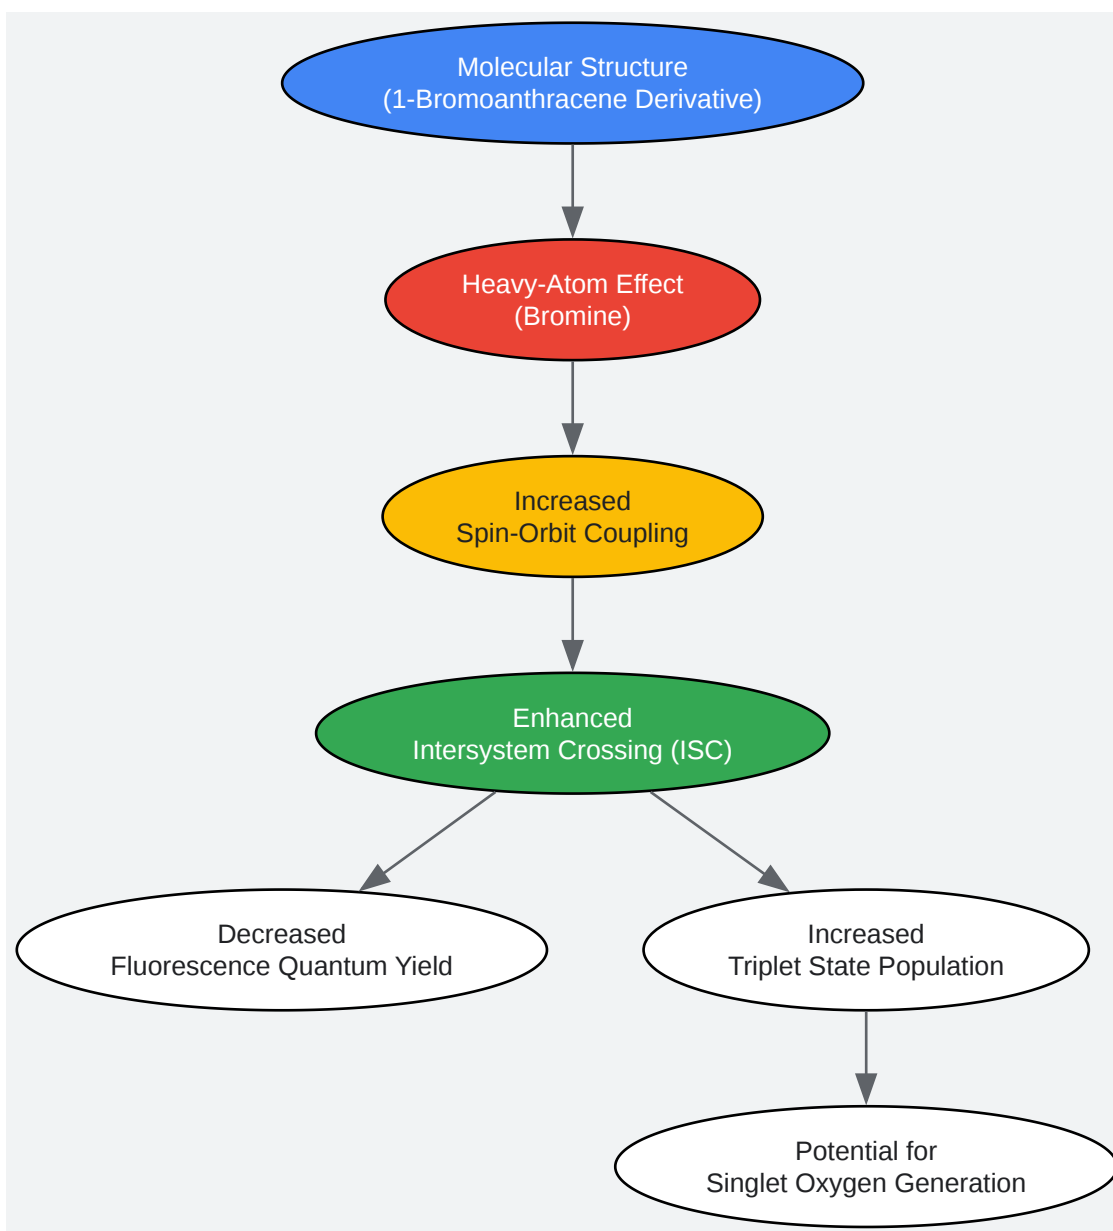 Molecular Structure
(1-Bromoanthracene Derivative)
Heavy-Atom Effect
(Bromine)
Increased
Spin-Orbit Coupling
Enhanced
Intersystem Crossing (ISC)
Decreased
Fluorescence Quantum Yield
Increased
Triplet State Population
Potential for
Singlet Oxygen Generation